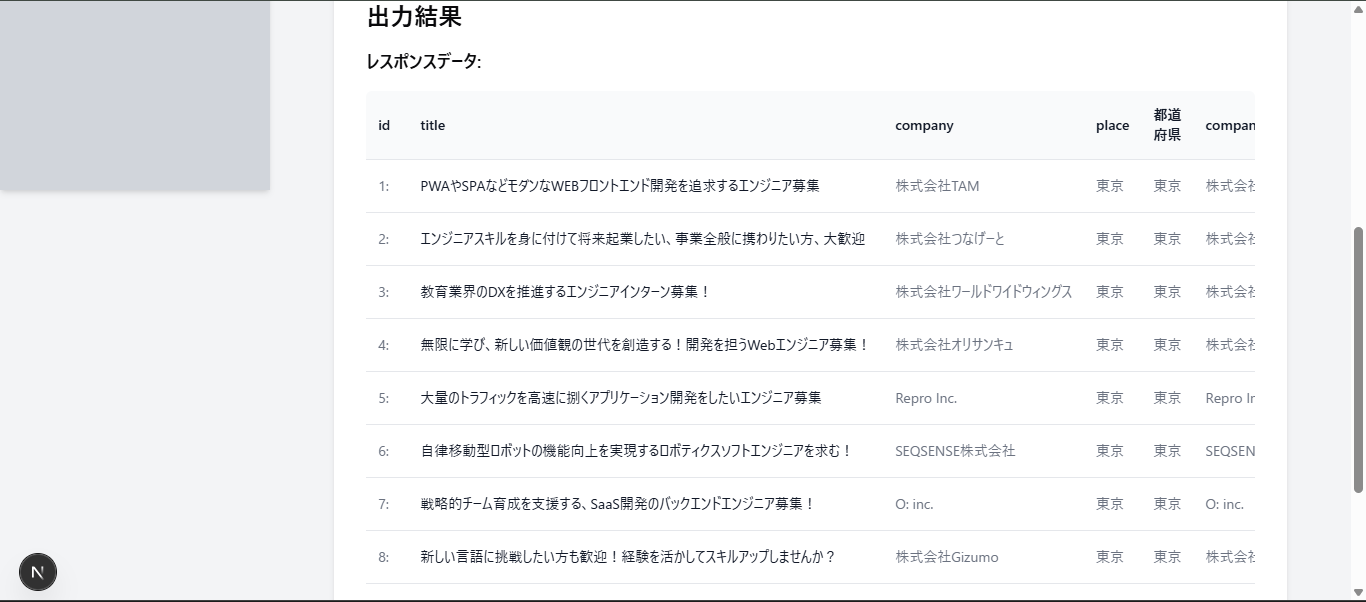 出力結果
レスポンスデータ:
id title company place 都道府県 compan
1: PWAやSPAなどモダンなWEBフロントエンド開発を追求するエンジニア募集 株式会社TAM 東京 東京 株式会社
2: エンジニアスキルを身に付けて将来起業したい、事業全般に携わりたい方、大歓迎 株式会社つなげーと 東京 東京 株式会社
3: 教育業界のDXを推進するエンジニアインターン募集！ 株式会社ワールドワイドウィングス 東京 東京 株式会社
4: 無限に学び、新しい価値観の世代を創造する！開発を担うWebエンジニア募集！ 株式会社オリサンキュ 東京 東京 株式会社
5: 大量のトラフィックを高速に捌くアプリケーション開発をしたいエンジニア募集 Repro Inc. 東京 東京 Repro Ir
6: 自律移動型ロボットの機能向上を実現するロボティクスソフトエンジニアを求む！ SEQSENSE株式会社 東京 東京 SEQSEN
7: 戦略的チーム育成を支援する、SaaS開発のバックエンドエンジニア募集！ O: inc. 東京 東京 O: inc.
8: 新しい言語に挑戦したい方も歓迎！経験を活かしてスキルアップしませんか？ 株式会社Gizumo 東京 東京 株式会社
N